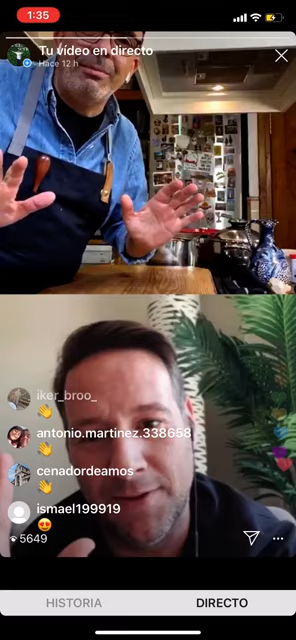 1:35
Tu vídeo en directo
Hace 12 h
iker_broo_
👋
antonio.martinez.338658
👋
cenadordeamos
👋
ismael199919
😍
5649
HISTORIA
DIRECTO